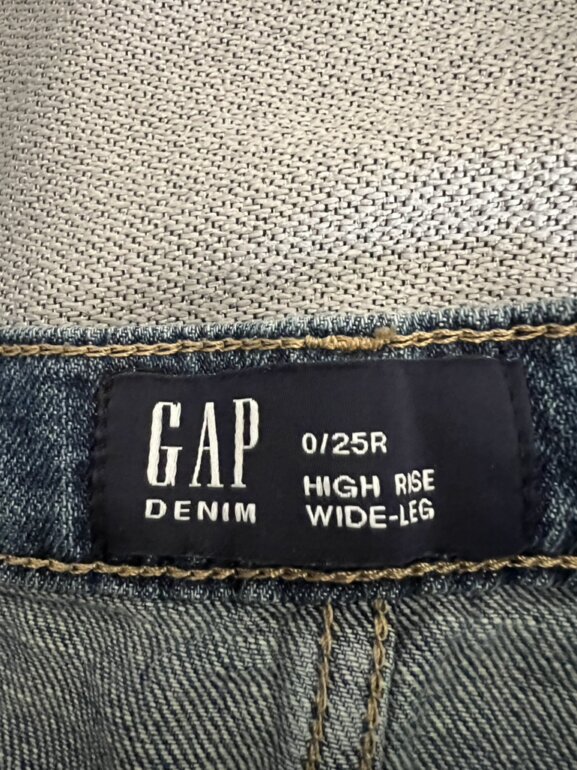 GAP
DENIM
0/25R
HIGH RISE
WIDE-LEG